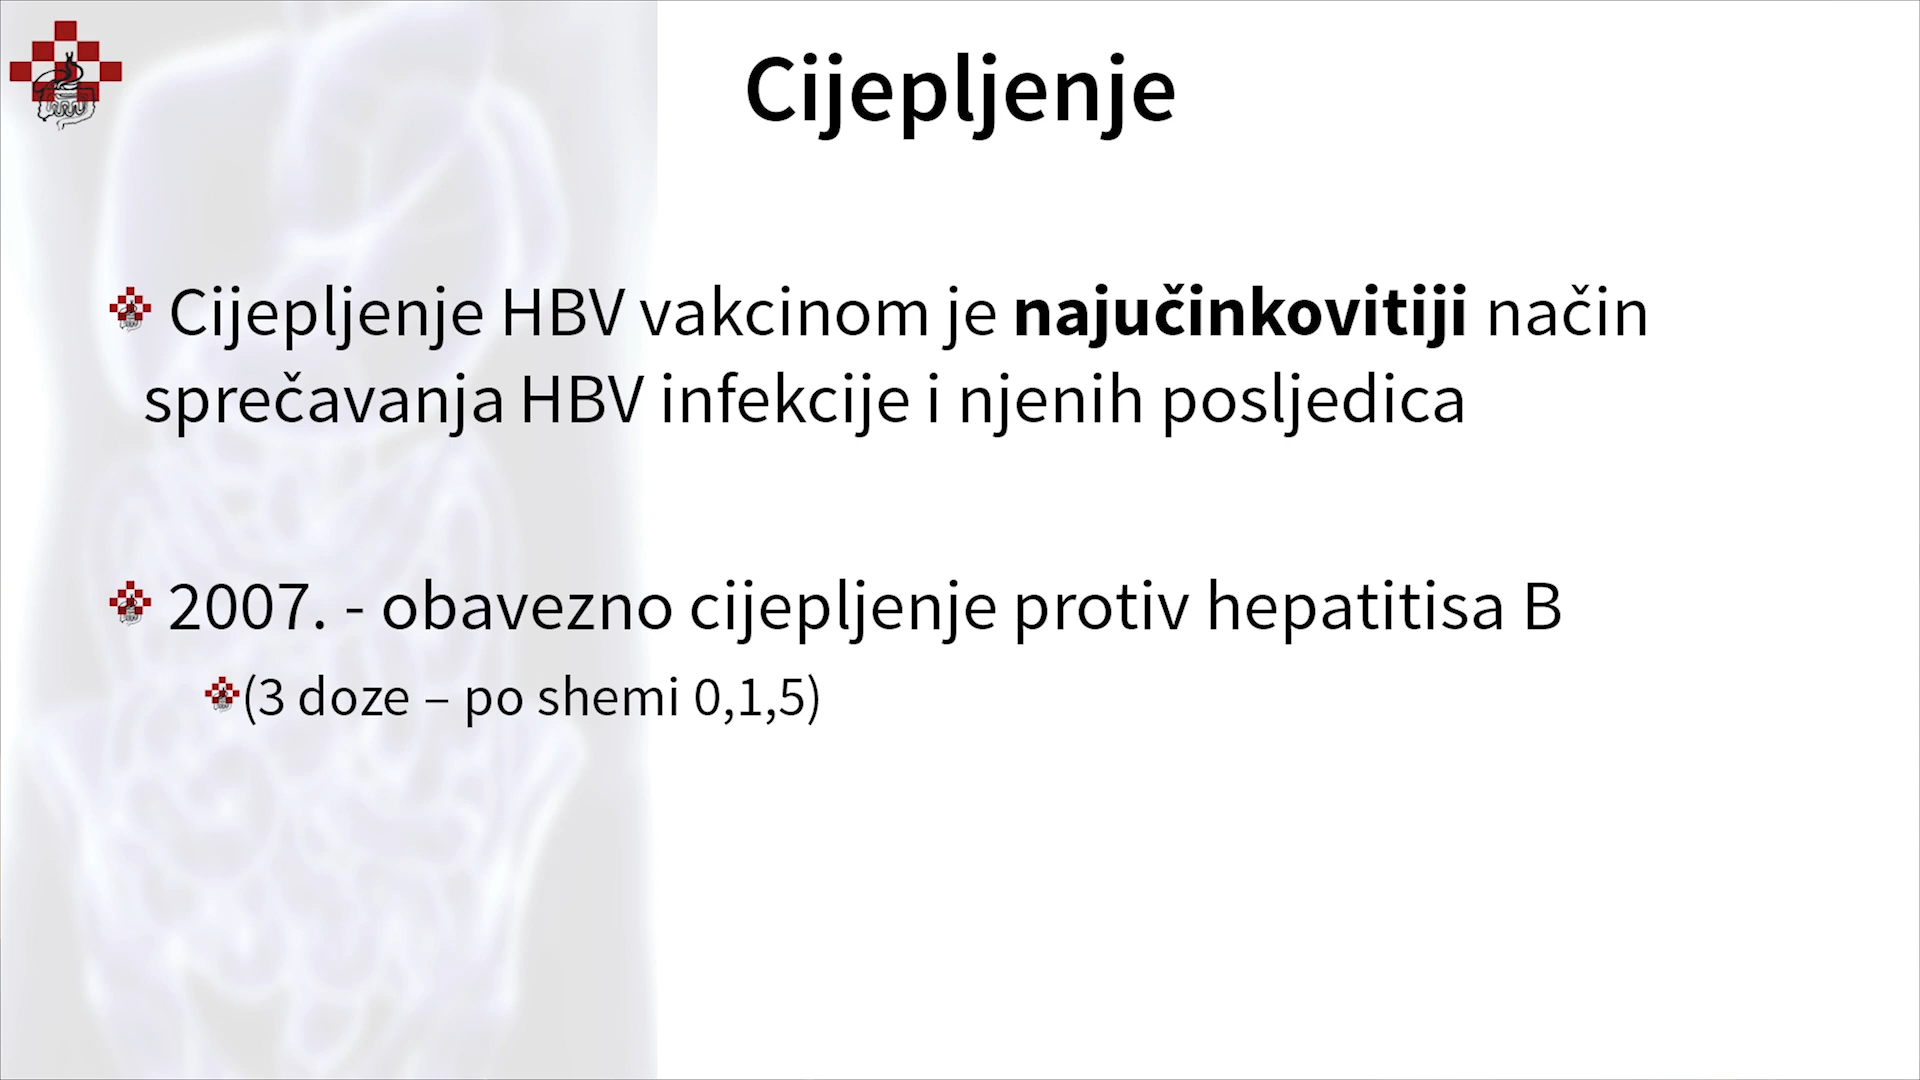 Cijepljenje
Cijepljenje HBV vakcinom je najučinkovitiji način
sprečavanja HBV infekcije i njenih posljedica
2007. - obavezno cijepljenje protiv hepatitisa B
(3 doze – po shemi 0,1,5)